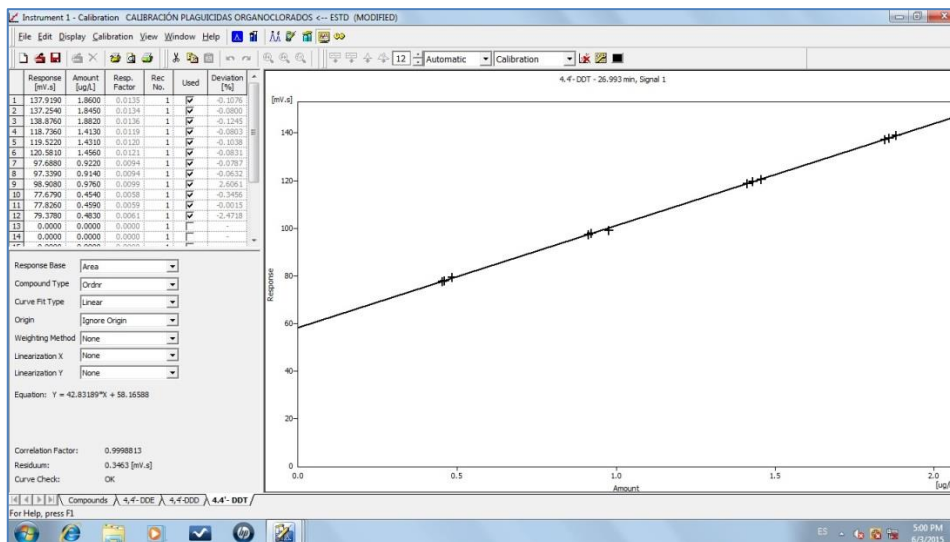 Instrument 1 - Calibration CALIBRACIÓN PLAGUICIDAS ORGANOCLORADOS <-- ESTD (MODIFIED)
File Edit Display Calibration View Window Help
12 Automatic Calibration
Response [mV.s] Amount [ug/L] Resp. Factor Rec No. Used Deviation [%]
1 137.9190 1.8600 0.0135 1 -0.1076
2 137.2540 1.8450 0.0134 1 -0.0800
3 138.8760 1.8820 0.0136 1 -0.1245
4 118.7360 1.4130 0.0119 1 -0.0803
5 119.5220 1.4310 0.0120 1 -0.1038
6 120.5810 1.4560 0.0121 1 -0.0831
7 97.6880 0.9220 0.0094 1 -0.0787
8 97.3390 0.9140 0.0094 1 -0.0632
9 98.9080 0.9760 0.0099 1 2.6061
10 77.6790 0.4540 0.0058 1 -0.3456
11 77.8260 0.4590 0.0059 1 -0.0015
12 79.3780 0.4830 0.0061 1 -2.4718
13 0.0000 0.0000 0.0000 1 -
14 0.0000 0.0000 0.0000 1 -
Response Base Area
Compound Type Ordnr
Curve Fit Type Linear
Origin Ignore Origin
Weighting Method None
Linearization X None
Linearization Y None
Equation: Y = 42.83189*X + 58.16588
Correlation Factor: 0.9998813
Residuum: 0.3463 [mV.s]
Curve Check: OK
4,4'- DDT - 26.993 min, Signal 1
[mV.s]
140
120
100
80
60
40
20
0
Response
0.0 0.5 1.0 1.5 2.0
Amount
Compounds 4,4'- DDE 4,4'- DDD 4,4'- DDT
For Help, press F1
ES 5:00 PM
6/3/2015